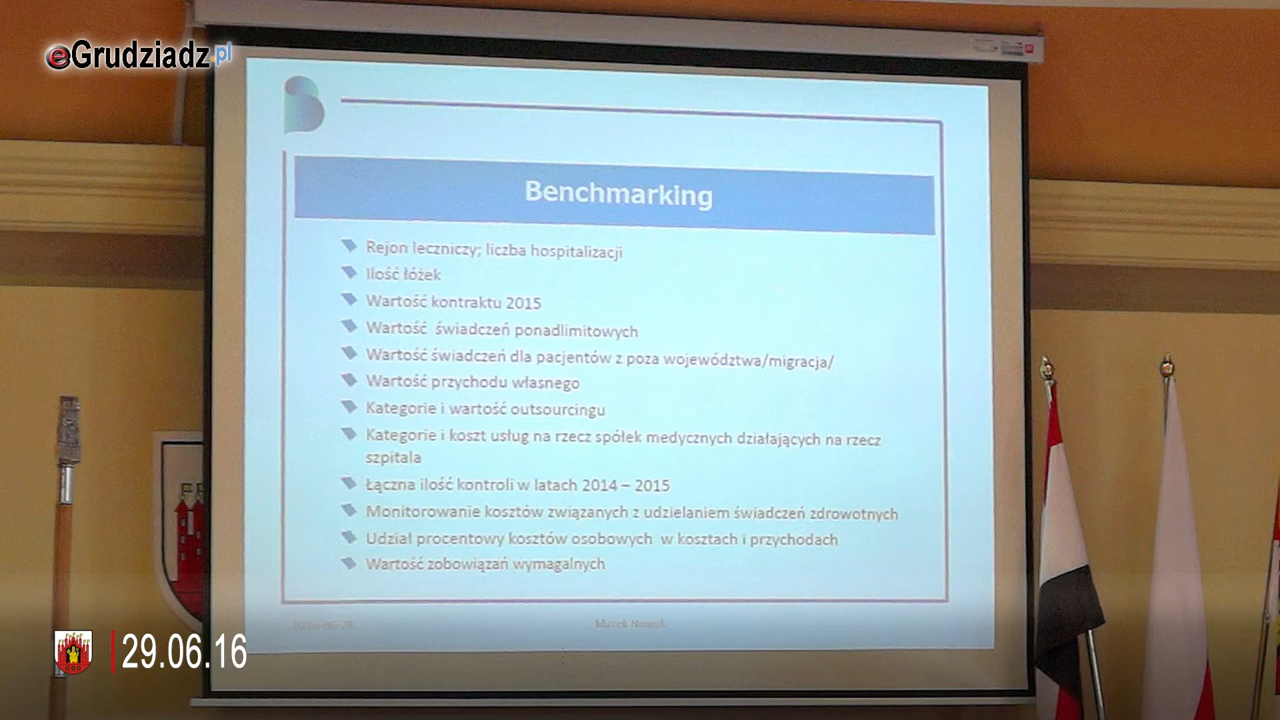 eGrudziadz.pl
Benchmarking
Rejon leczniczy; liczba hospitalizacji
Ilość łóżek
Wartość kontraktu 2015
Wartość świadczeń ponadlimitowych
Wartość świadczeń dla pacjentów z poza województwa/migracja/
Wartość przychodu własnego
Kategorie i wartość outsourcingu
Kategorie i koszt usług na rzecz spółek medycznych działających na rzecz
szpitala
Łączna ilość kontroli w latach 2014 – 2015
Monitorowanie kosztów związanych z udzielaniem świadczeń zdrowotnych
Udział procentowy kosztów osobowych w kosztach i przychodach
Wartość zobowiązań wymagalnych
Marek Nowak
29.06.16